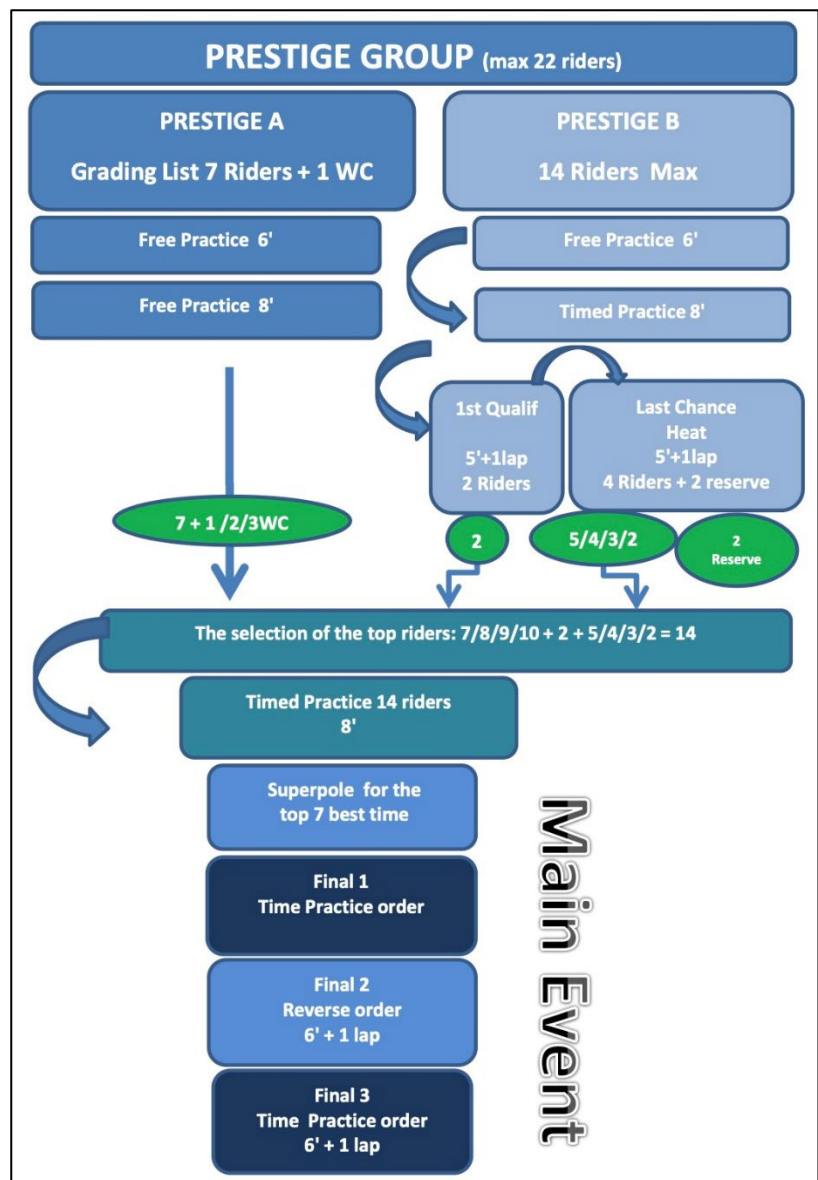 PRESTIGE GROUP (max 22 riders)
PRESTIGE A
Grading List 7 Riders + 1 WC
Free Practice 6'
Free Practice 8'
PRESTIGE B
14 Riders Max
Free Practice 6'
Timed Practice 8'
1st Qualif
5'+1lap
2 Riders
Last Chance
Heat
5'+1lap
4 Riders + 2 reserve
7 + 1 /2/3WC
2
5/4/3/2
2
Reserve
The selection of the top riders: 7/8/9/10 + 2 + 5/4/3/2 = 14
Timed Practice 14 riders
8'
Superpole for the
top 7 best time
Final 1
Time Practice order
Final 2
Reverse order
6' + 1 lap
Final 3
Time Practice order
6' + 1 lap
Main Event